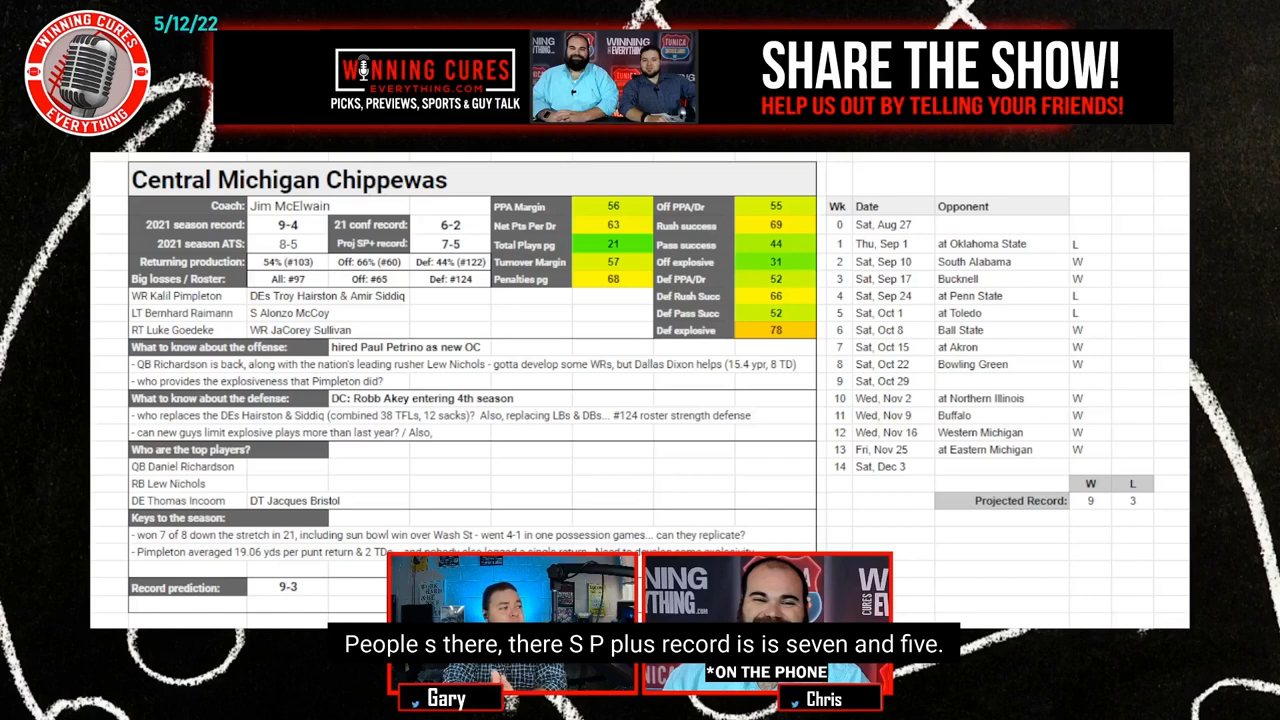 5/12/22
WINNING CURES
EVERYTHING
WINNING CURES
EVERYTHING.COM
PICKS, PREVIEWS, SPORTS & GUY TALK
SHARE THE SHOW!
HELP US OUT BY TELLING YOUR FRIENDS!
Central Michigan Chippewas
Coach: Jim McElwain PPA Margin 56 Off PPA/Dr 55
2021 season record: 9-4 21 conf record: 6-2 Net Pts Per Dr 63 Rush success 69
2021 season ATS: 8-5 Proj SP+ record: 7-5 Total Plays pg 21 Pass success 44
Returning production: 54% (#103) Off: 66% (#60) Def: 44% (#122) Turnover Margin 57 Off explosive 31
Big losses / Roster: All: #97 Off: #65 Def: #124 Penalties pg 68 Def PPA/Dr 52
WR Kalil Pimpleton DEs Troy Hairston & Amir Siddiq Def Rush Succ 66
LT Bernhard Raimann S Alonzo McCoy Def Pass Succ 52
RT Luke Goedeke WR JaCorey Sullivan Def explosive 78
What to know about the offense: hired Paul Petrino as new OC
- QB Richardson is back, along with the nation's leading rusher Lew Nichols - gotta develop some WRs, but Dallas Dixon helps (15.4 ypr, 8 TD)
- who provides the explosiveness that Pimpleton did?
What to know about the defense: DC: Robb Akey entering 4th season
- who replaces the DEs Hairston & Siddiq (combined 38 TFLs, 12 sacks)? Also, replacing LBs & DBs... #124 roster strength defense
- can new guys limit explosive plays more than last year? / Also,
Who are the top players?
QB Daniel Richardson
RB Lew Nichols
DE Thomas Incoom DT Jacques Bristol
Keys to the season:
- won 7 of 8 down the stretch in 21, including sun bowl win over Wash St - went 4-1 in one possession games... can they replicate?
- Pimpleton averaged 19.06 yds per punt return & 2 TDs... and nobody else logged a single return. Need to develop some explosivity
Record prediction: 9-3
Wk Date Opponent
0 Sat, Aug 27
1 Thu, Sep 1 at Oklahoma State L
2 Sat, Sep 10 South Alabama W
3 Sat, Sep 17 Bucknell W
4 Sat, Sep 24 at Penn State L
5 Sat, Oct 1 at Toledo L
6 Sat, Oct 8 Ball State W
7 Sat, Oct 15 at Akron W
8 Sat, Oct 22 Bowling Green W
9 Sat, Oct 29
10 Wed, Nov 2 at Northern Illinois W
11 Wed, Nov 9 Buffalo W
12 Wed, Nov 16 Western Michigan W
13 Fri, Nov 25 at Eastern Michigan W
14 Sat, Dec 3
W L
Projected Record: 9 3
People s there, there S P plus record is is seven and five.
*ON THE PHONE
Gary
Chris